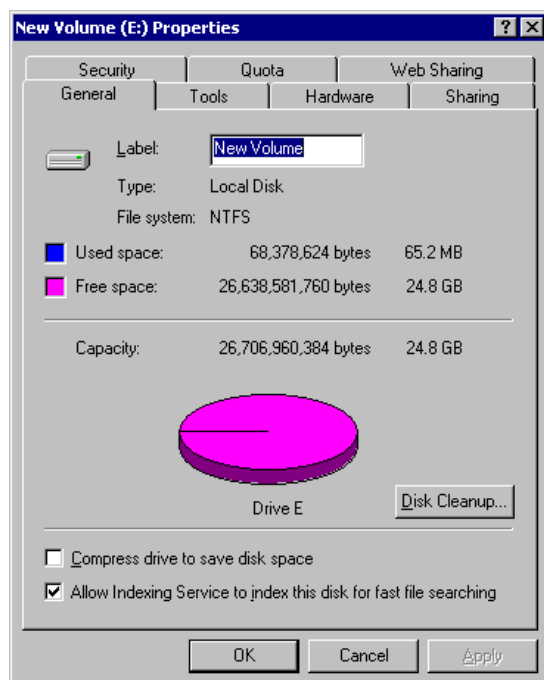 New Volume (E:) Properties
Security Quota Web Sharing
General Tools Hardware Sharing
Label: New Volume
Type: Local Disk
File system: NTFS
Used space: 68,378,624 bytes 65.2 MB
Free space: 26,638,581,760 bytes 24.8 GB
Capacity: 26,706,960,384 bytes 24.8 GB
Drive E
Disk Cleanup...
Compress drive to save disk space
Allow Indexing Service to index this disk for fast file searching
OK Cancel Apply